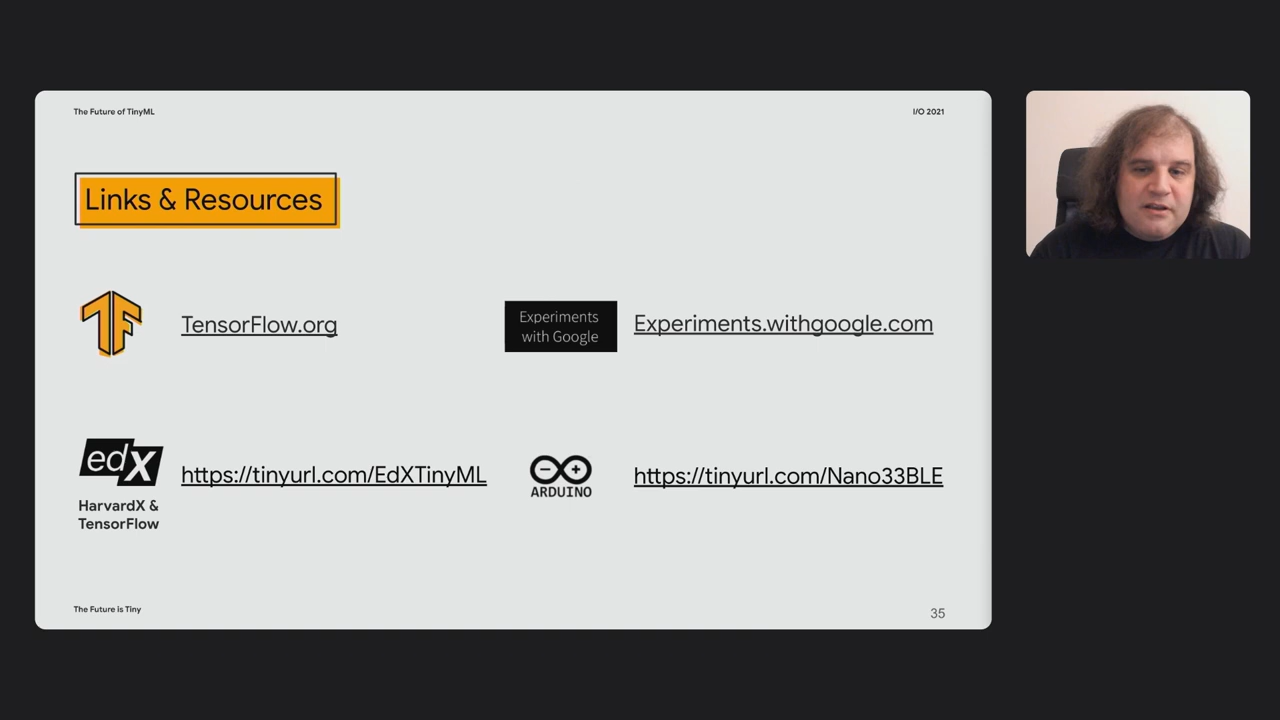 The Future of TinyML
I/O 2021
Links & Resources
TensorFlow.org
Experiments
with Google
Experiments.withgoogle.com
edX
HarvardX &
TensorFlow
https://tinyurl.com/EdXTinyML
ARDUINO
https://tinyurl.com/Nano33BLE
The Future is Tiny
35